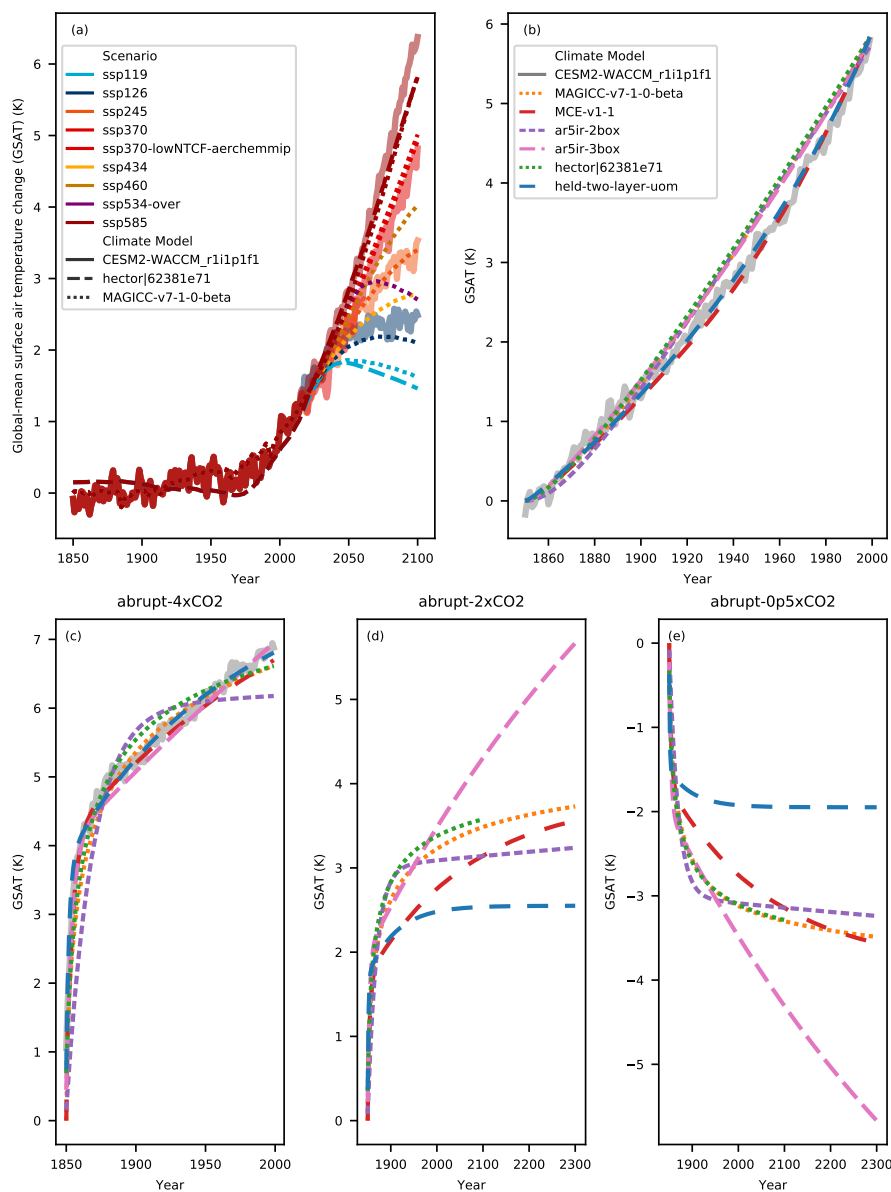 (a)
Scenario
ssp119
ssp126
ssp245
ssp370
ssp370-lowNTCF-aerchemmip
ssp434
ssp460
ssp534-over
ssp585
Climate Model
CESM2-WACCM_r1i1p1f1
hector|62381e71
MAGICC-v7-1-0-beta
Global-mean surface air temperature change (GSAT) (K)
6
5
4
3
2
1
0
1850
1900
1950
2000
2050
2100
Year
(b)
Climate Model
CESM2-WACCM_r1i1p1f1
MAGICC-v7-1-0-beta
MCE-v1-1
ar5ir-2box
ar5ir-3box
hector|62381e71
held-two-layer-uom
GSAT (K)
6
5
4
3
2
1
0
1860
1880
1900
1920
1940
1960
1980
2000
Year
abrupt-4xCO2
(c)
GSAT (K)
7
6
5
4
3
2
1
0
1850
1900
1950
2000
Year
abrupt-2xCO2
(d)
GSAT (K)
5
4
3
2
1
0
1900
2000
2100
2200
2300
Year
abrupt-0p5xCO2
(e)
GSAT (K)
0
−1
−2
−3
−4
−5
1900
2000
2100
2200
2300
Year